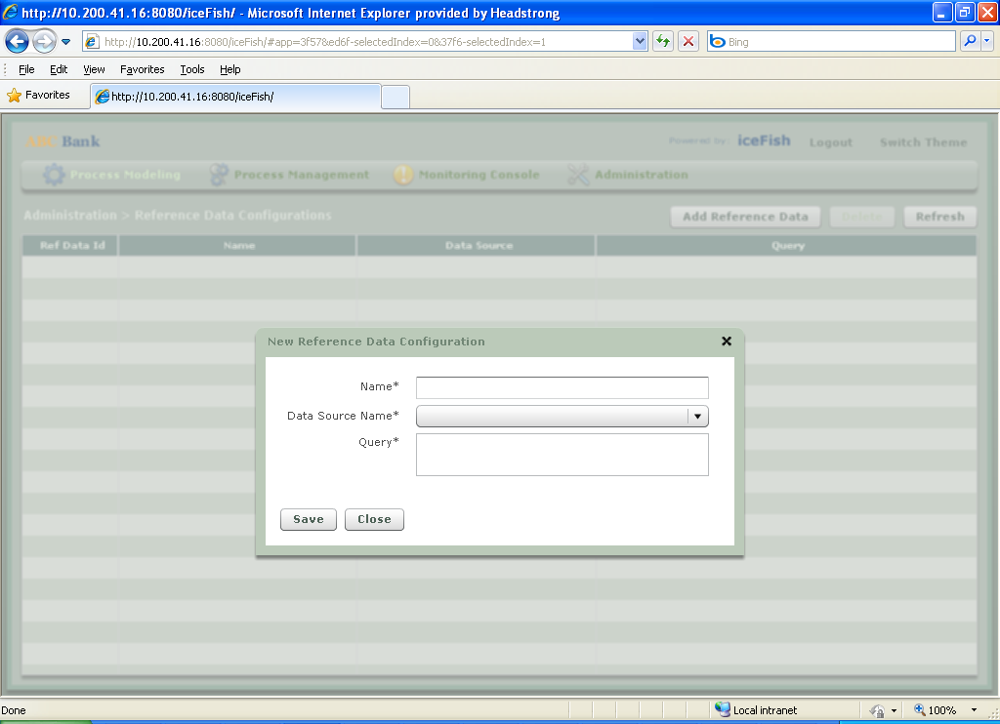 http://10.200.41.16:8080/iceFish/ - Microsoft Internet Explorer provided by Headstrong
http://10.200.41.16:8080/iceFish/#app=3f57&ed6f-selectedIndex=0&37f6-selectedIndex=1
Bing
File Edit View Favorites Tools Help
Favorites
http://10.200.41.16:8080/iceFish/
ABC Bank
Powered by: iceFish Logout Switch Theme
Process Modeling Process Management Monitoring Console Administration
Administration > Reference Data Configurations
Add Reference Data Delete Refresh
Ref Data Id Name Data Source Query
New Reference Data Configuration
Name*
Data Source Name*
Query*
Save Close
Done Local intranet 100%